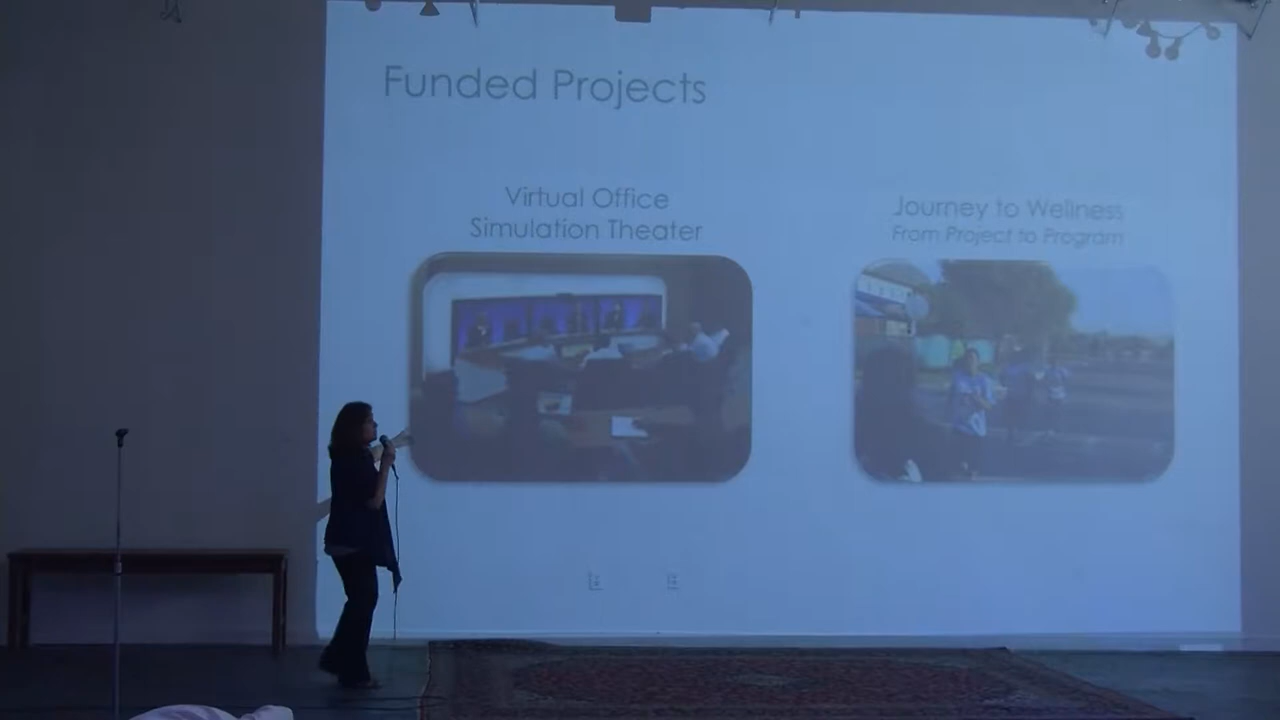 Funded Projects
Virtual Office
Simulation Theater
Journey to Wellness
From Project to Program